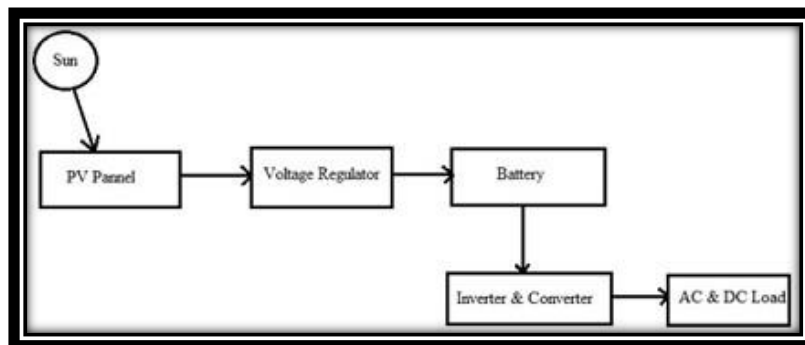 Sun
PV Pannel
Voltage Regulator
Battery
Inverter & Converter
AC & DC Load